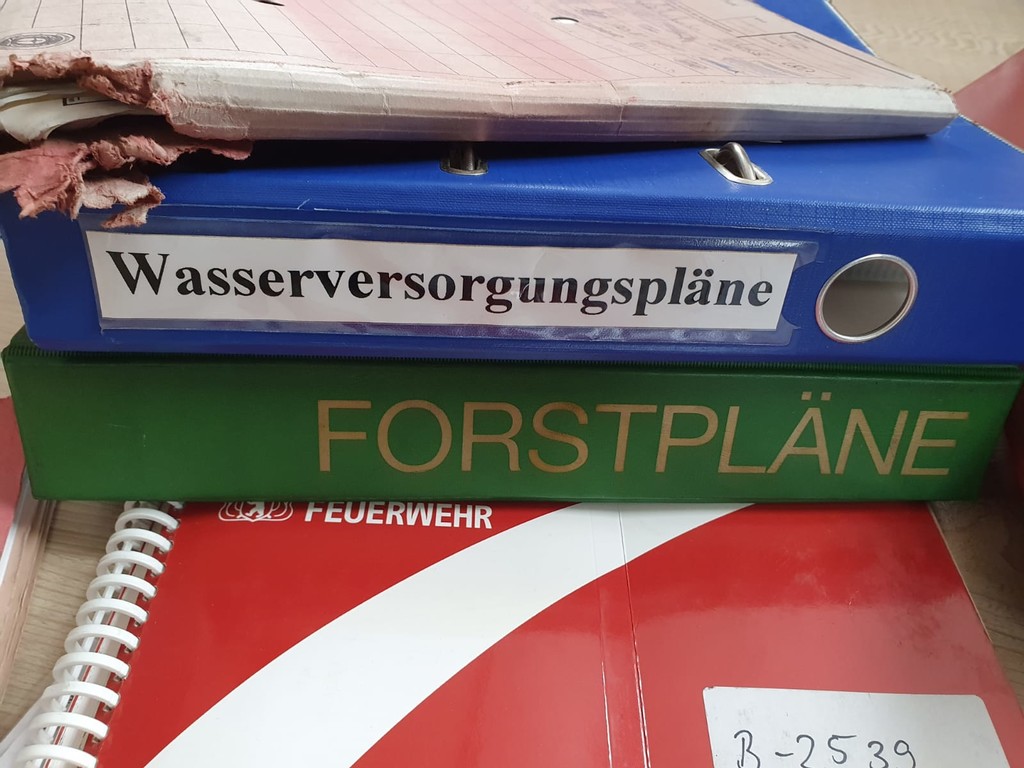 Wasserversorgungspläne
FORSTPLÄNE
FEUERWEHR
B-2539